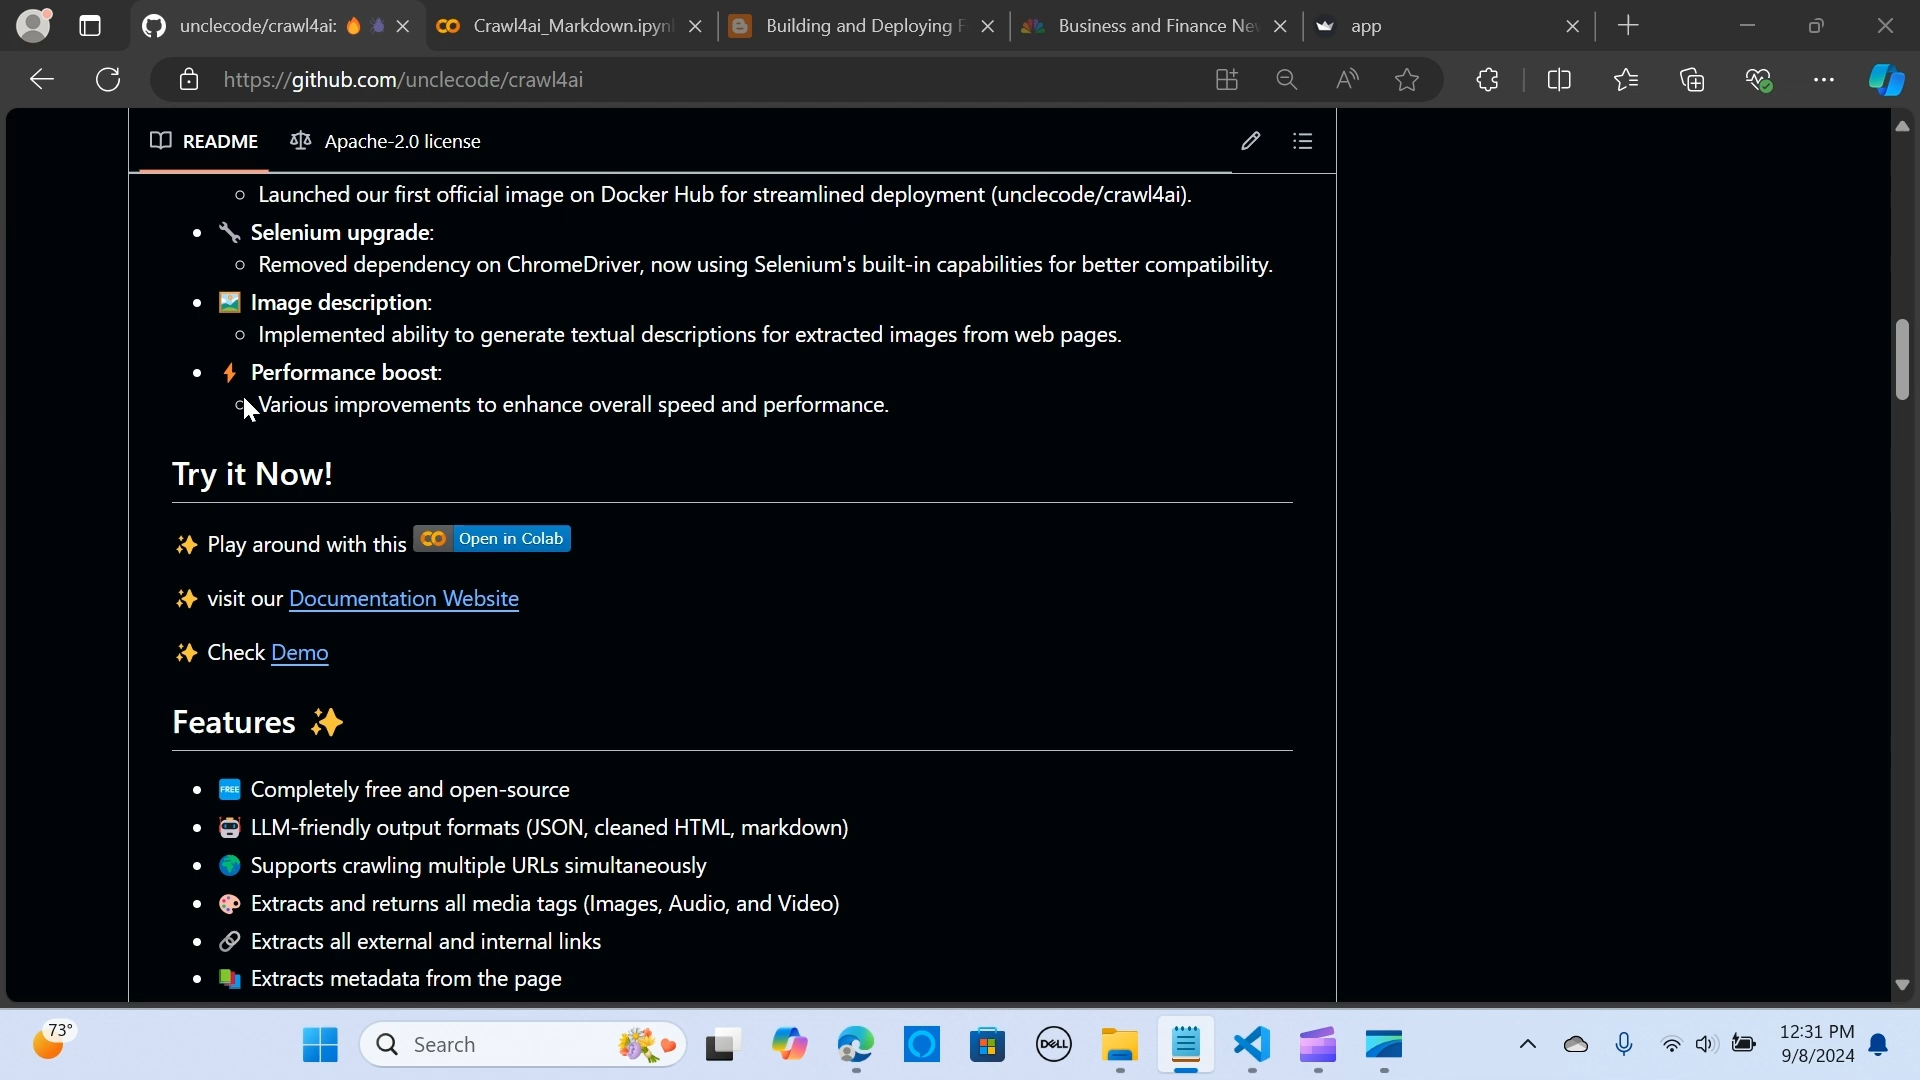 unclecode/crawl4ai: 🔥 🕷
Crawl4ai_Markdown.ipyn
Building and Deploying F
Business and Finance Ne
app
https://github.com/unclecode/crawl4ai
README
Apache-2.0 license
Launched our first official image on Docker Hub for streamlined deployment (unclecode/crawl4ai).
🔧 Selenium upgrade:
Removed dependency on ChromeDriver, now using Selenium's built-in capabilities for better compatibility.
🖼️ Image description:
Implemented ability to generate textual descriptions for extracted images from web pages.
⚡ Performance boost:
Various improvements to enhance overall speed and performance.
Try it Now!
✨ Play around with this Open in Colab
✨ visit our Documentation Website
✨ Check Demo
Features ✨
🆓 Completely free and open-source
🤖 LLM-friendly output formats (JSON, cleaned HTML, markdown)
🌍 Supports crawling multiple URLs simultaneously
🎨 Extracts and returns all media tags (Images, Audio, and Video)
🔗 Extracts all external and internal links
📚 Extracts metadata from the page
73°
Search
DELL
12:31 PM
9/8/2024